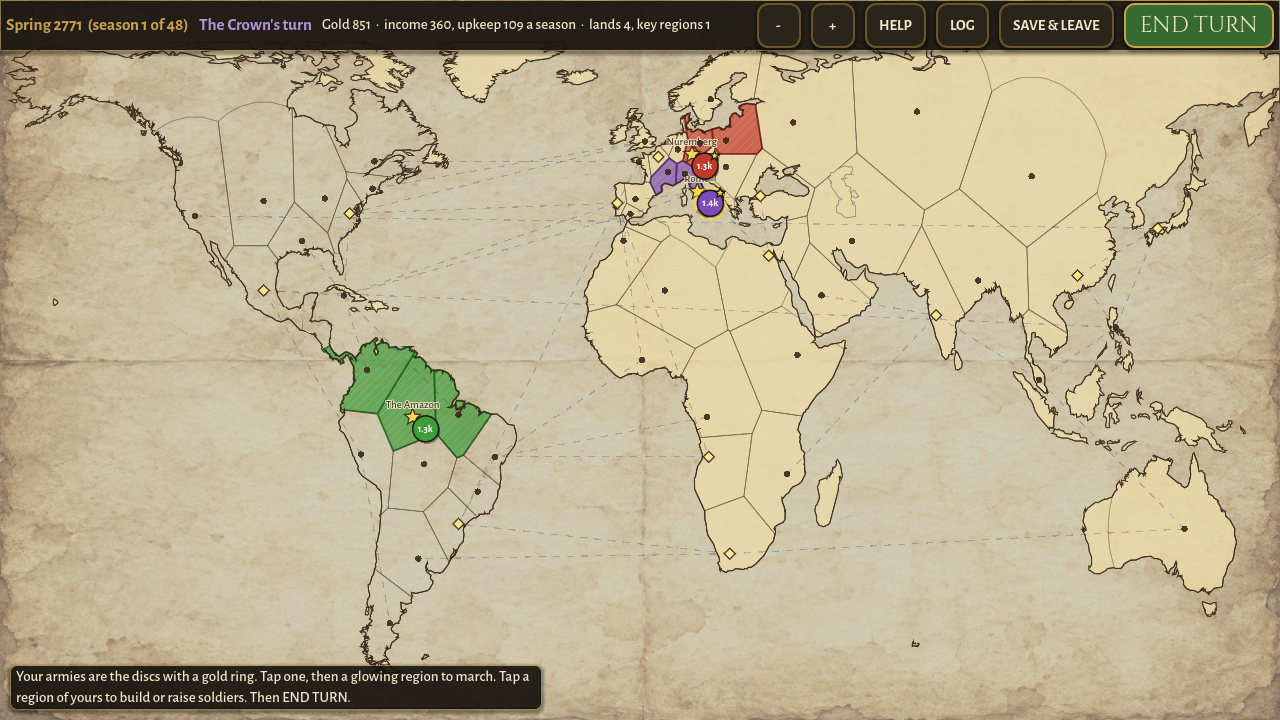 Spring 2771 (season 1 of 48) The Crown's turn Gold 851 · income 360, upkeep 109 a season · lands 4, key regions 1 - + HELP LOG SAVE & LEAVE END TURN
Nuremberg
1.3k
1.4k
The Amazon
1.3k
Your armies are the discs with a gold ring. Tap one, then a glowing region to march. Tap a
region of yours to build or raise soldiers. Then END TURN.